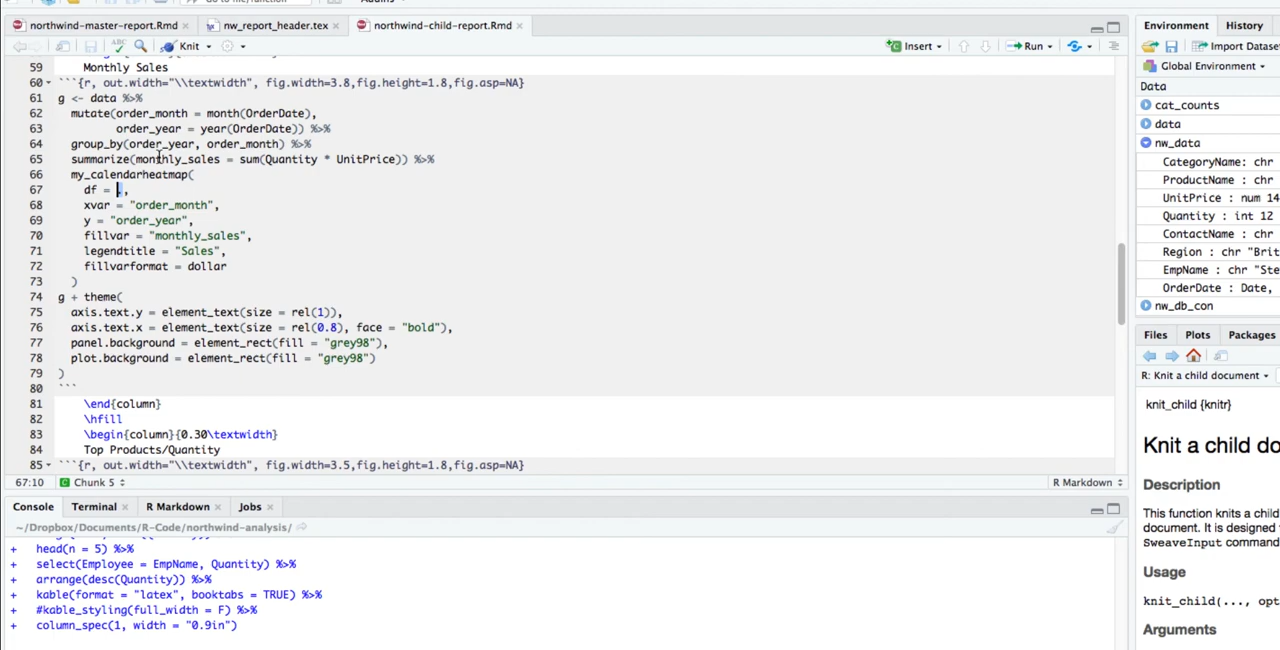 Go to file/function
Addins
northwind-master-report.Rmd
nw_report_header.tex
northwind-child-report.Rmd
ABC
Knit
Insert
Run
59 Monthly Sales
60 ```{r, out.width="\\textwidth", fig.width=3.8,fig.height=1.6,fig.asp=NA}
61 g <- data %>%
62 mutate(order_month = month(OrderDate),
63 order_year = year(OrderDate)) %>%
64 group_by(order_year, order_month) %>%
65 summarize(monthly_sales = sum(Quantity * UnitPrice)) %>%
66 my_calendarheatmap(
67 df = .,
68 xvar = "order_month",
69 y = "order_year",
70 fillvar = "monthly_sales",
71 legendtitle = "Sales",
72 fillvarformat = dollar
73 )
74 g + theme(
75 axis.text.y = element_text(size = rel(1)),
76 axis.text.x = element_text(size = rel(0.8), face = "bold"),
77 panel.background = element_rect(fill = "grey98"),
78 plot.background = element_rect(fill = "grey98")
79 )
80 ```
81 \end{column}
82 \hfill
83 \begin{column}{0.30\textwidth}
84 Top Products/Quantity
85 ```{r, out.width="\\textwidth", fig.width=3.5,fig.height=1.8,fig.asp=NA}
67:10 Chunk 5 R Markdown
Console Terminal R Markdown Jobs
~/Dropbox/Documents/R-Code/northwind-analysis/
+ head(n = 5) %>%
+ select(Employee = EmpName, Quantity) %>%
+ arrange(desc(Quantity)) %>%
+ kable(format = "latex", booktabs = TRUE) %>%
+ #kable_styling(full_width = F) %>%
+ column_spec(1, width = "0.9in")
Environment History
Import Datase
Global Environment
Data
cat_counts
data
nw_data
CategoryName: chr
ProductName : chr
UnitPrice : num 14
Quantity : int 12
ContactName : chr
Region : chr "Brit
EmpName : chr "Ste
OrderDate : Date,
nw_db_con
Files Plots Packages
R: Knit a child document
knit_child {knitr}
Knit a child do
Description
This function knits a child
document. It is designed
SweaveInput command
Usage
knit_child(..., opt
Arguments